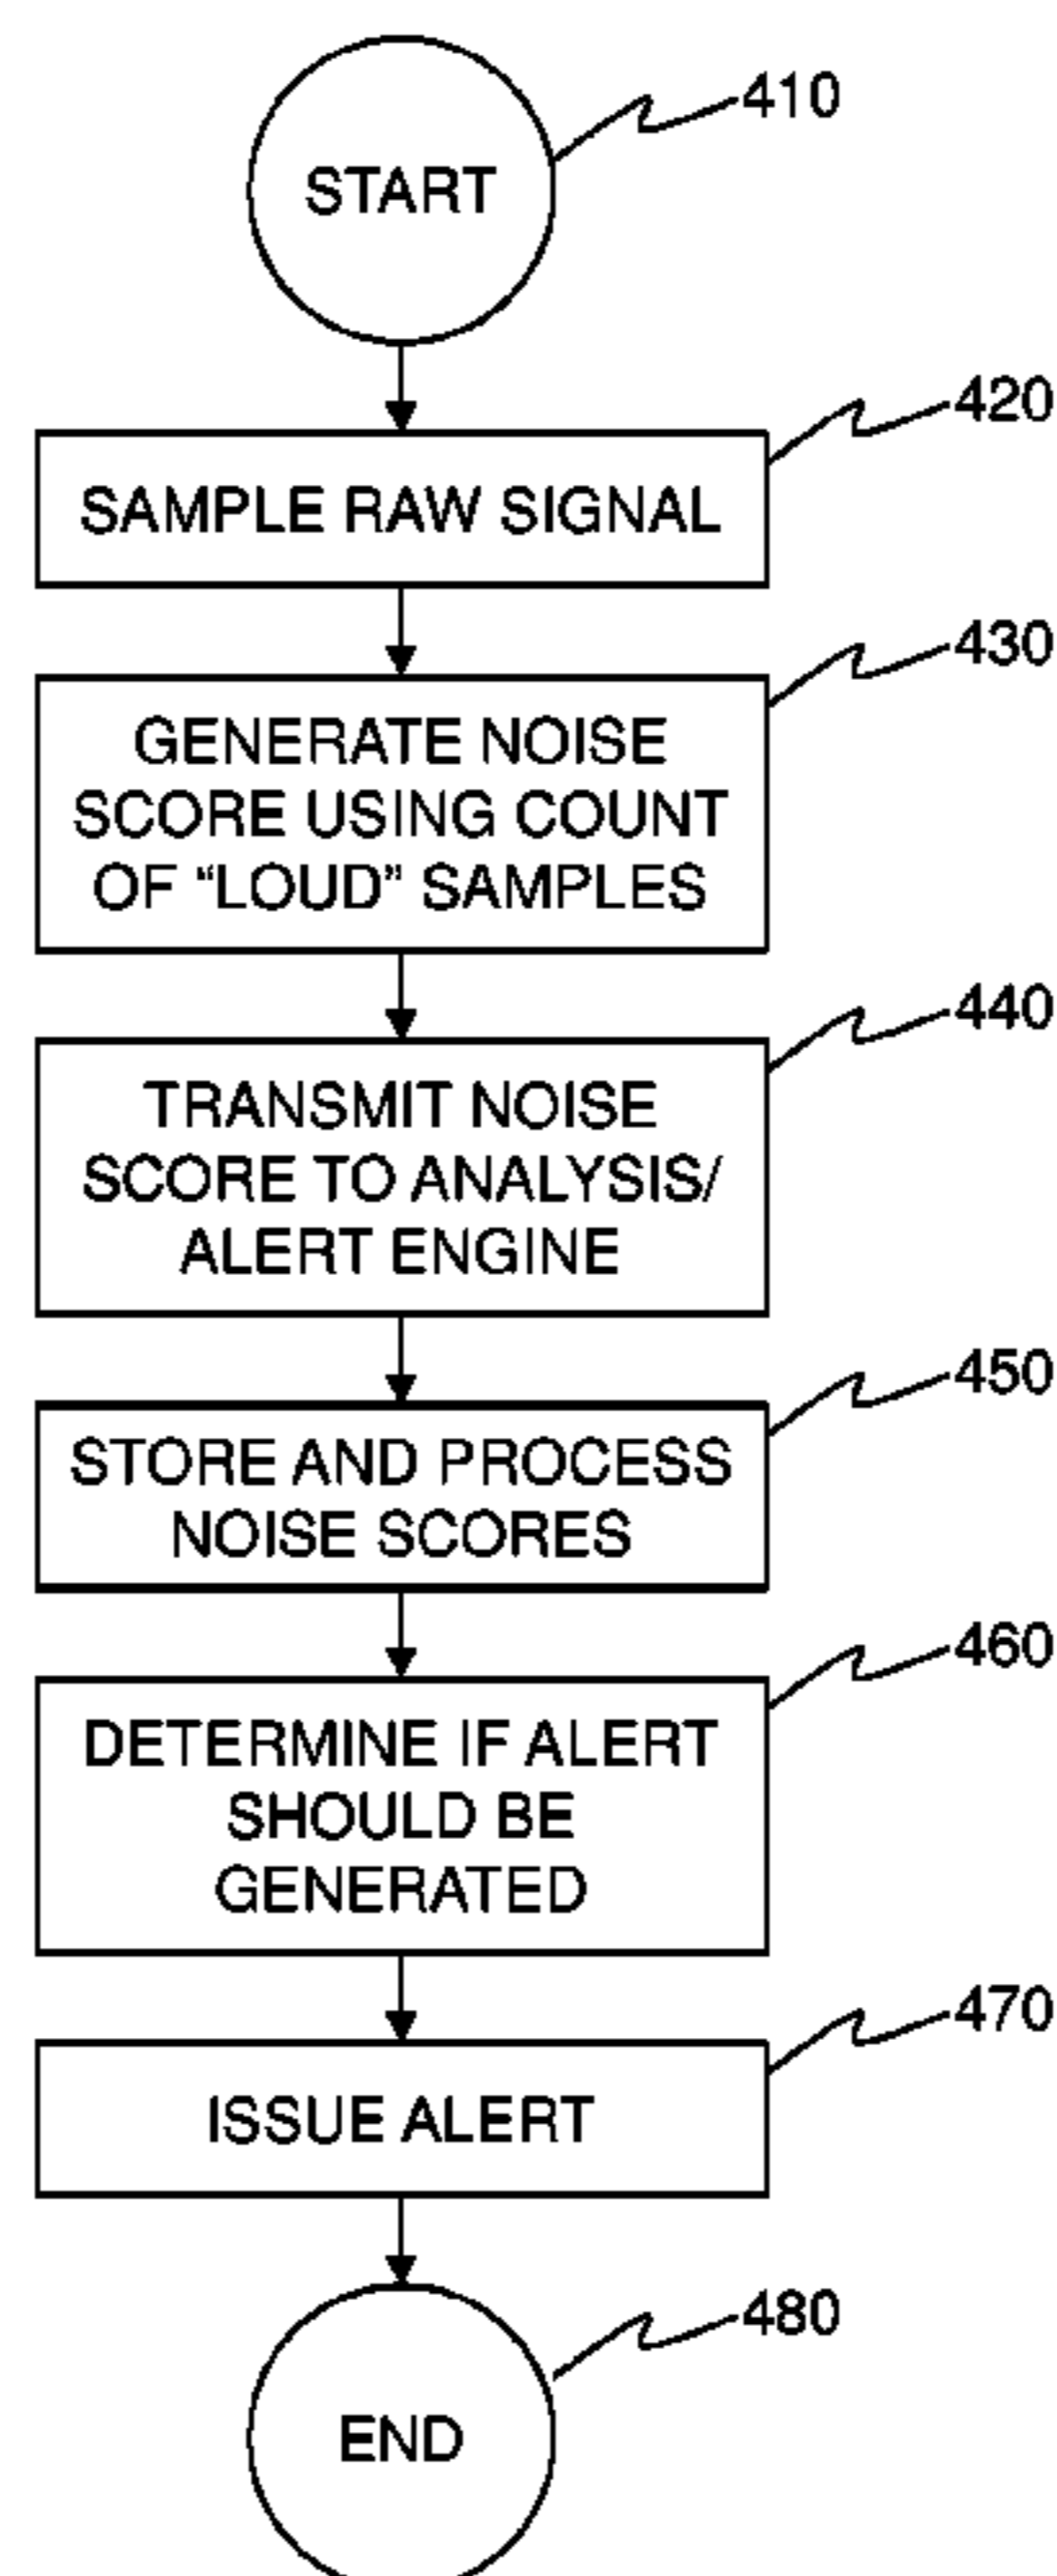 410
START
420
SAMPLE RAW SIGNAL
430
GENERATE NOISE
SCORE USING COUNT
OF “LOUD” SAMPLES
440
TRANSMIT NOISE
SCORE TO ANALYSIS/
ALERT ENGINE
450
STORE AND PROCESS
NOISE SCORES
460
DETERMINE IF ALERT
SHOULD BE
GENERATED
470
ISSUE ALERT
480
END